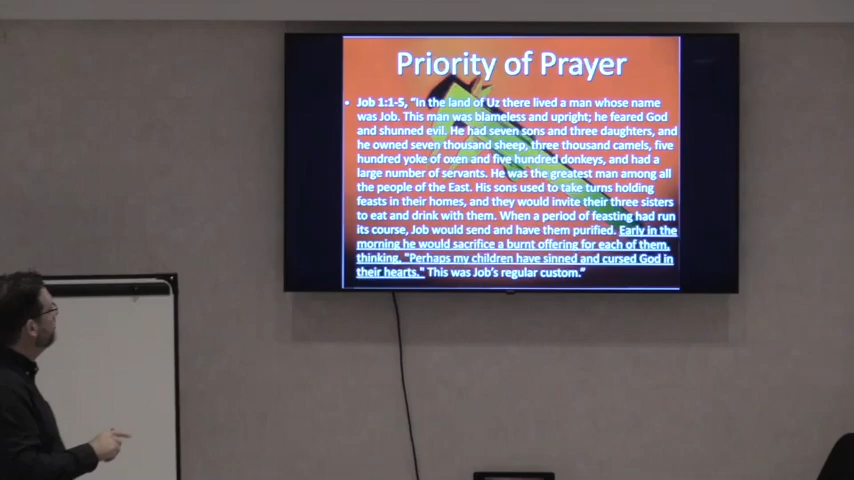 Priority of Prayer
• Job 1:1-5, “In the land of Uz there lived a man whose name
was Job. This man was blameless and upright; he feared God
and shunned evil. He had seven sons and three daughters, and
he owned seven thousand sheep, three thousand camels, five
hundred yoke of oxen and five hundred donkeys, and had a
large number of servants. He was the greatest man among all
the people of the East. His sons used to take turns holding
feasts in their homes, and they would invite their three sisters
to eat and drink with them. When a period of feasting had run
its course, Job would send and have them purified. Early in the
morning he would sacrifice a burnt offering for each of them,
thinking, "Perhaps my children have sinned and cursed God in
their hearts." This was Job’s regular custom.”